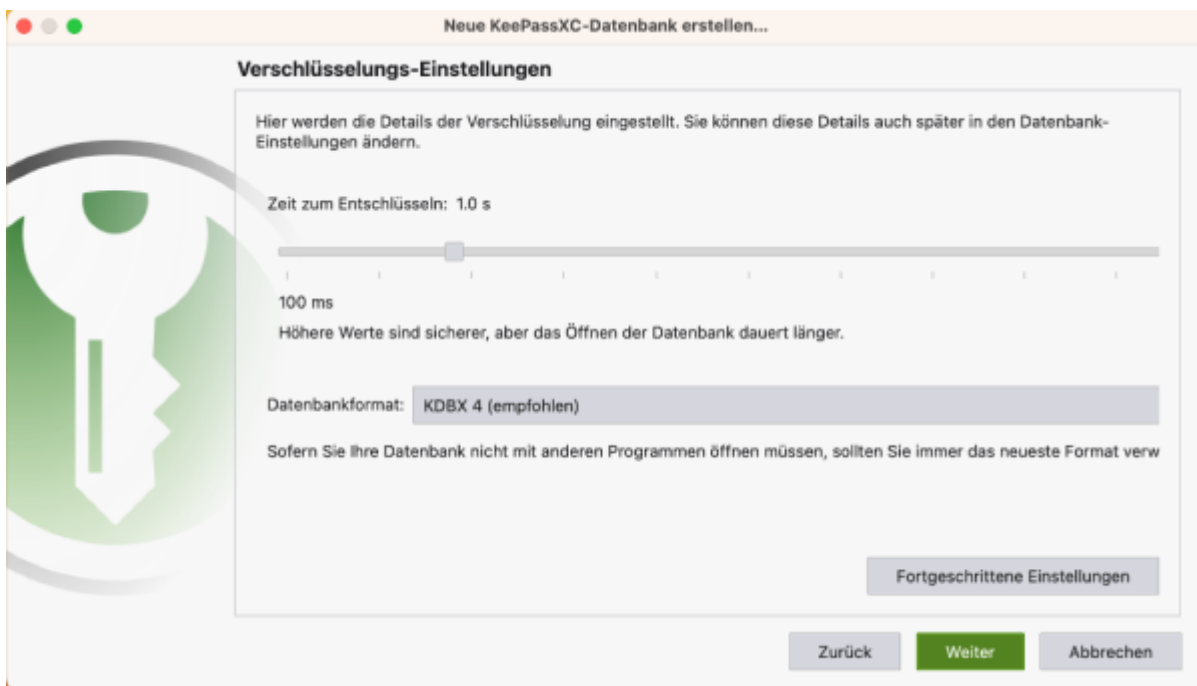 Neue KeePassXC-Datenbank erstellen...
Verschlüsselungs-Einstellungen
Hier werden die Details der Verschlüsselung eingestellt. Sie können diese Details auch später in den Datenbank-
Einstellungen ändern.
Zeit zum Entschlüsseln: 1.0 s
100 ms
Höhere Werte sind sicherer, aber das Öffnen der Datenbank dauert länger.
Datenbankformat: KDBX 4 (empfohlen)
Sofern Sie Ihre Datenbank nicht mit anderen Programmen öffnen müssen, sollten Sie immer das neueste Format verw
Fortgeschrittene Einstellungen
Zurück Weiter Abbrechen